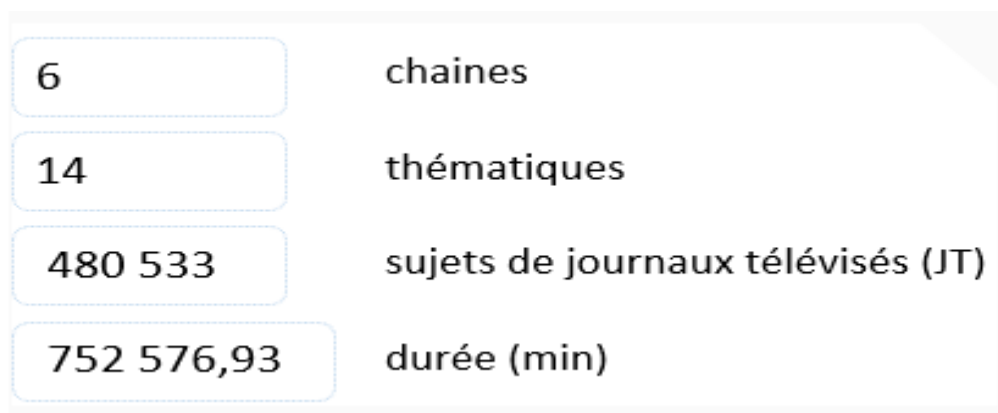 6 chaines
14 thématiques
480 533 sujets de journaux télévisés (JT)
752 576,93 durée (min)